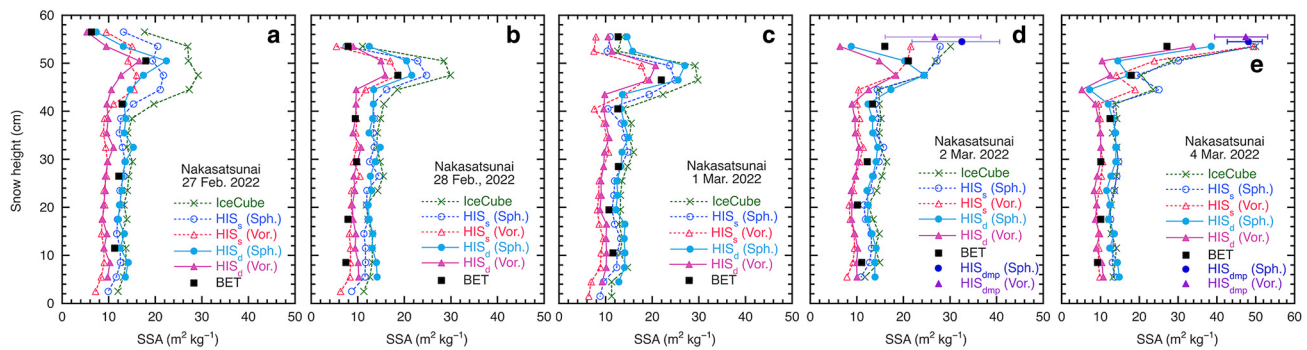 a
b
c
d
e
Snow height (cm)
60
50
40
30
20
10
0
Nakasatsunai
27 Feb. 2022
IceCube
HISs (Sph.)
HISs (Vor.)
HISd (Sph.)
HISd (Vor.)
BET
0 10 20 30 40 50
SSA (m² kg⁻¹)
Nakasatsunai
28 Feb., 2022
IceCube
HISs (Sph.)
HISs (Vor.)
HISd (Sph.)
HISd (Vor.)
BET
0 10 20 30 40 50
SSA (m² kg⁻¹)
Nakasatsunai
1 Mar. 2022
IceCube
HISs (Sph.)
HISs (Vor.)
HISd (Sph.)
HISd (Vor.)
BET
0 10 20 30 40 50
SSA (m² kg⁻¹)
Nakasatsunai
2 Mar. 2022
IceCube
HISs (Sph.)
HISs (Vor.)
HISd (Sph.)
HISd (Vor.)
BET
HISdmp (Sph.)
HISdmp (Vor.)
0 10 20 30 40 50
SSA (m² kg⁻¹)
Nakasatsunai
4 Mar. 2022
IceCube
HISs (Sph.)
HISs (Vor.)
HISd (Sph.)
HISd (Vor.)
BET
HISdmp (Sph.)
HISdmp (Vor.)
0 10 20 30 40 50 60
SSA (m² kg⁻¹)